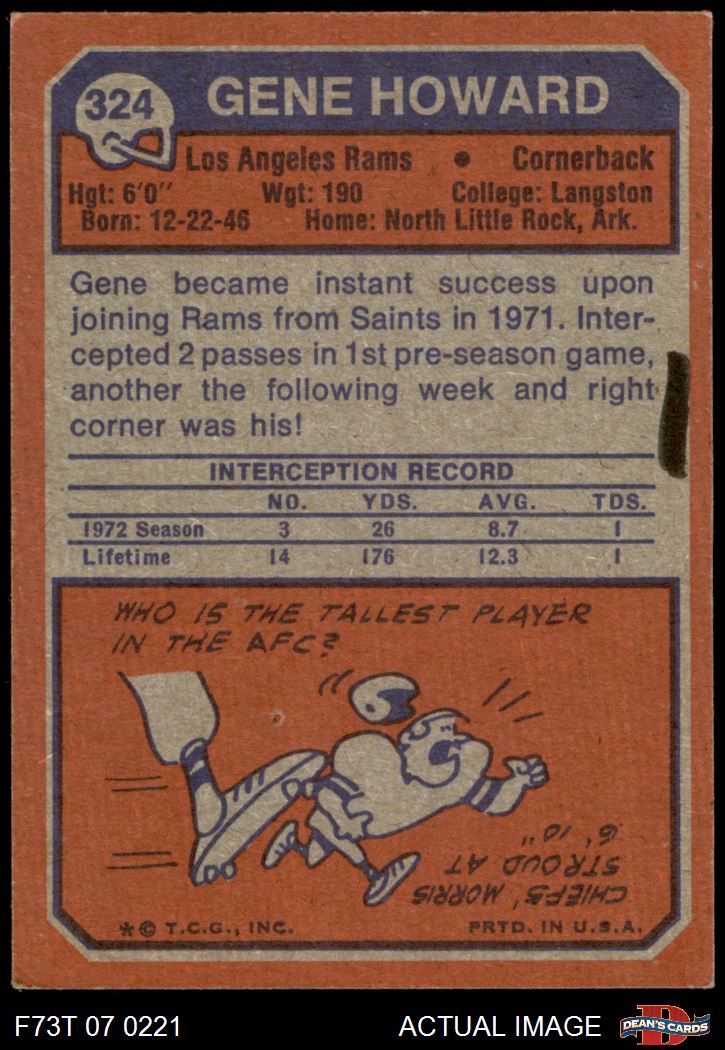 324
GENE HOWARD
Los Angeles Rams • Cornerback
Hgt: 6'0" Wgt: 190 College: Langston
Born: 12-22-46 Home: North Little Rock, Ark.
Gene became instant success upon
joining Rams from Saints in 1971. Inter-
cepted 2 passes in 1st pre-season game,
another the following week and right
corner was his!
INTERCEPTION RECORD
NO. YDS. AVG. TDS.
1972 Season 3 26 8.7 1
Lifetime 14 176 12.3 1
WHO IS THE TALLEST PLAYER
IN THE AFC?
CHIEFS' MORRIS
STROUD AT
6' 10"
*© T.C.G., INC. PRTD. IN U.S.A.
F73T 07 0221 ACTUAL IMAGE
D
DEAN'S CARDS